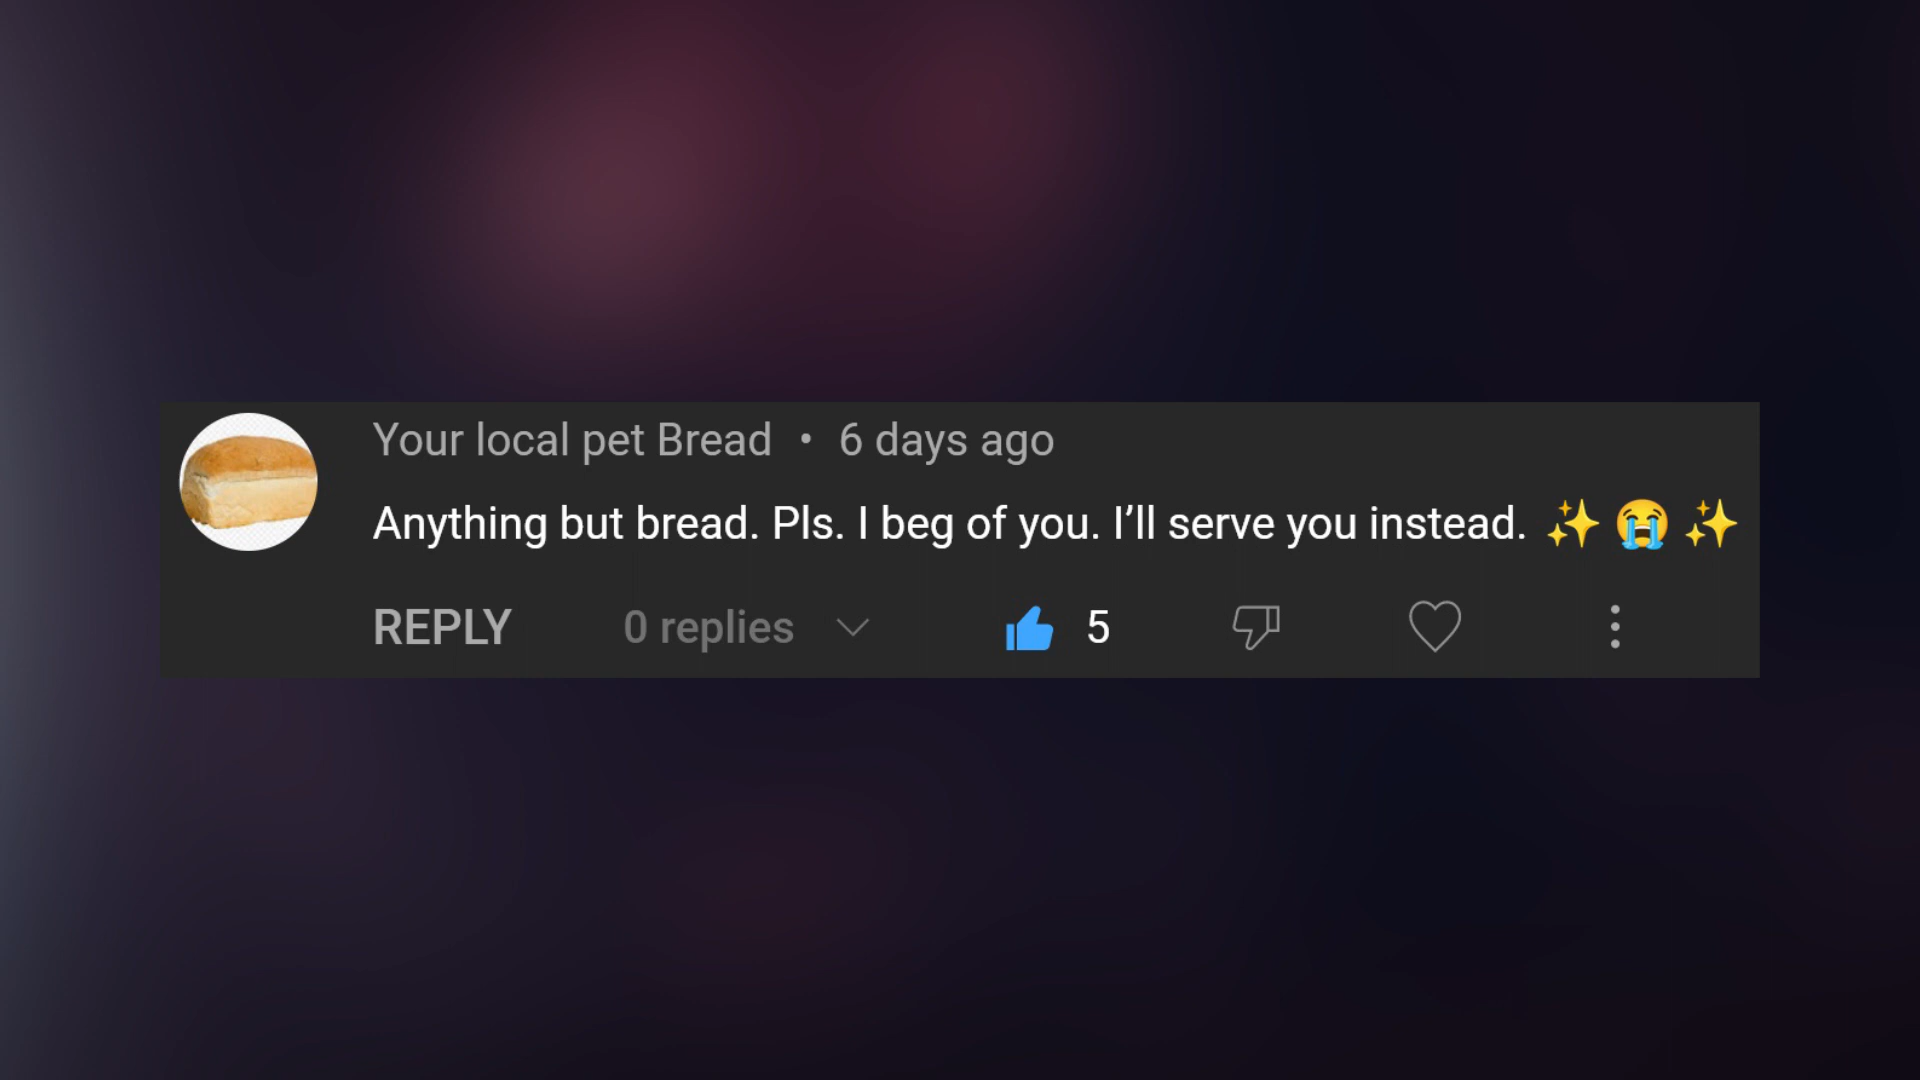 Your local pet Bread • 6 days ago
Anything but bread. Pls. I beg of you. I’ll serve you instead. ✨ 😭 ✨
REPLY 0 replies 5